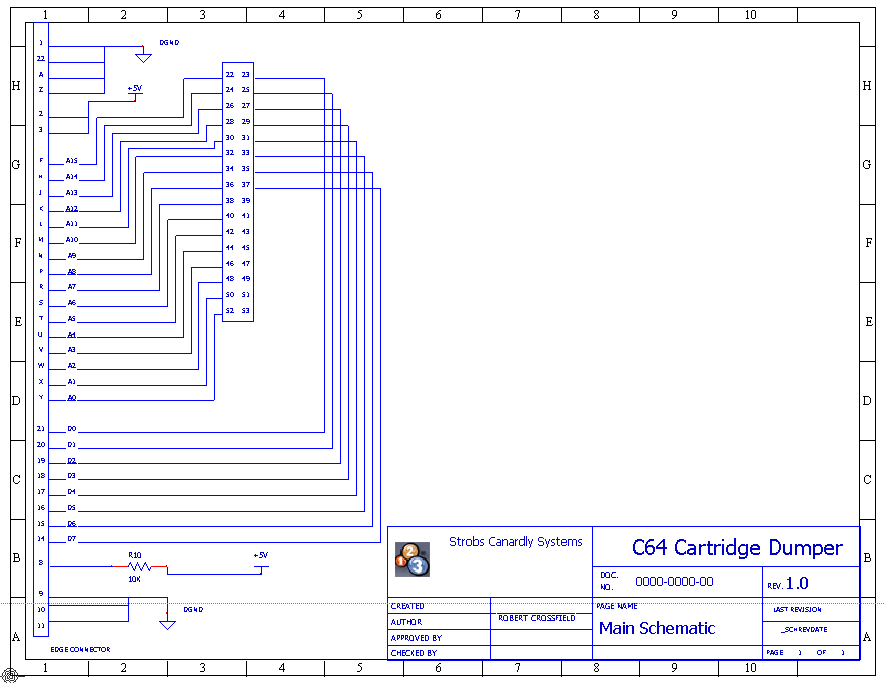 1 2 3 4 5 6 7 8 9 10
H H
G G
F F
E E
D D
C C
B B
A A
1
22
A
Z
2
3
DGND
+5V
F A15
H A14
J A13
K A12
L A11
M A10
N A9
P A8
R A7
S A6
T A5
U A4
V A3
W A2
X A1
Y A0
22 23
24 25
26 27
28 29
30 31
32 33
34 35
36 37
38 39
40 41
42 43
44 45
46 47
48 49
50 51
52 53
21 D0
20 D1
19 D2
18 D3
17 D4
16 D5
15 D6
14 D7
8
R10
10K
+5V
9
10
11
DGND
EDGE CONNECTOR
Strobs Canardly Systems
C64 Cartridge Dumper
DOC. NO. 0000-0000-00
REV. 1.0
CREATED
AUTHOR ROBERT CROSSFIELD
APPROVED BY
CHECKED BY
PAGE NAME
Main Schematic
LAST REVISION
_SCHREVDATE
PAGE 1 OF 1
1 2 3
1 2 3 4 5 6 7 8 9 10